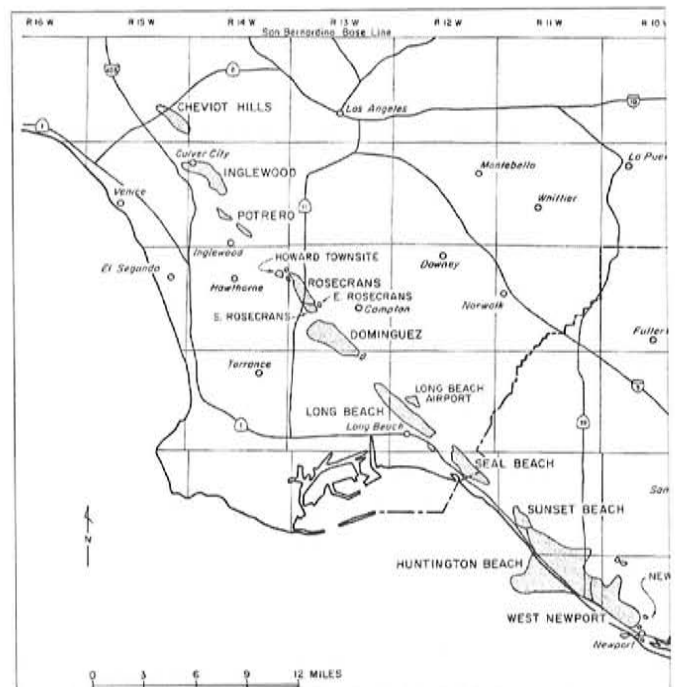 R 16 W R 15 W R 14 W R 13 W R 12 W R 11 W R 10 W
San Bernardino Base Line
405
2
10
1
CHEVIOT HILLS
Los Angeles
Culver City
INGLEWOOD
Montebello
La Puen
Venice
11
Whittier
POTRERO
Inglewood
HOWARD TOWNSITE
El Segundo
Hawthorne
Downey
ROSECRANS
E. ROSECRANS
Compton
Norwalk
S. ROSECRANS
DOMINGUEZ
Fuller
Torrance
LONG BEACH
AIRPORT
5
LONG BEACH
1
Long Beach
39
SEAL BEACH
San
SUNSET BEACH
N
HUNTINGTON BEACH
NEW
WEST NEWPORT
Newport
0 3 6 9 12 MILES